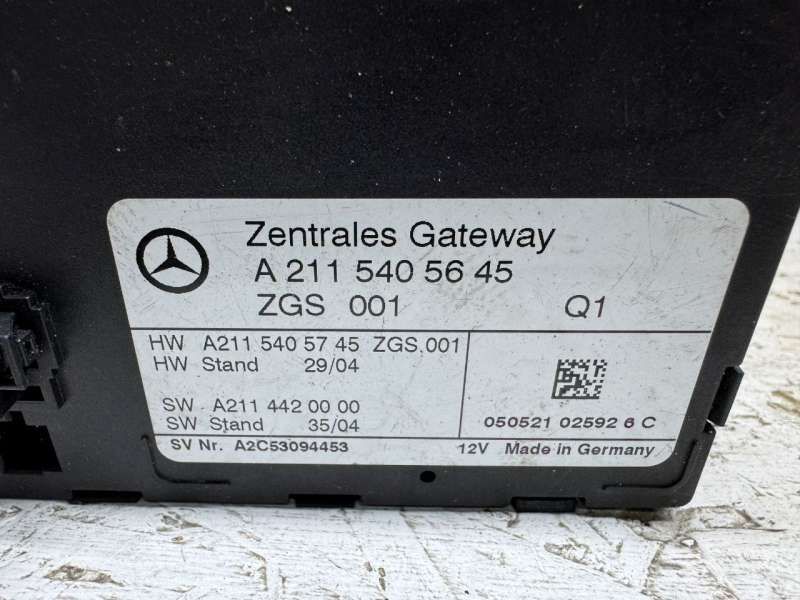 Zentrales Gateway
A 211 540 56 45
ZGS 001 Q1
HW A211 540 57 45 ZGS.001
HW Stand 29/04
SW A211 442 00 00
SW Stand 35/04
050521 02592 6 C
SV Nr. A2C53094453 12V Made in Germany